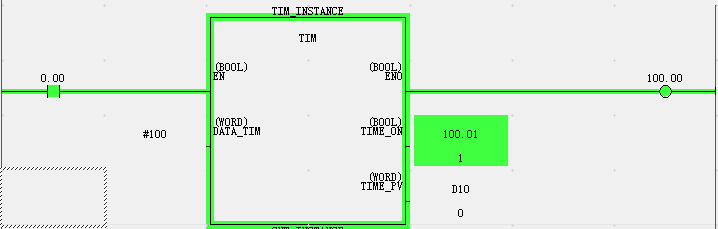 TIM_INSTANCE
TIM
0.00
(BOOL)
EN
(BOOL)
ENO
100.00
#100
(WORD)
DATA_TIM
(BOOL)
TIME_ON
100.01
1
(WORD)
TIME_PV
D10
0